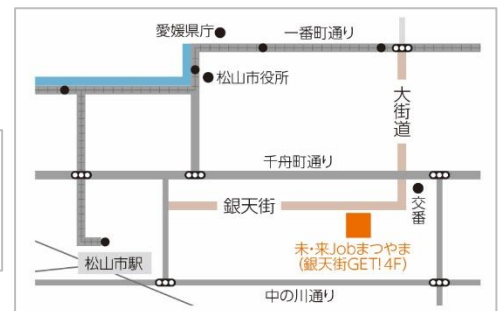 愛媛県庁
一番町通り
松山市役所
大街道
千舟町通り
銀天街
交番
未・来Jobまつやま
(銀天街GET!4F)
松山市駅
中の川通り